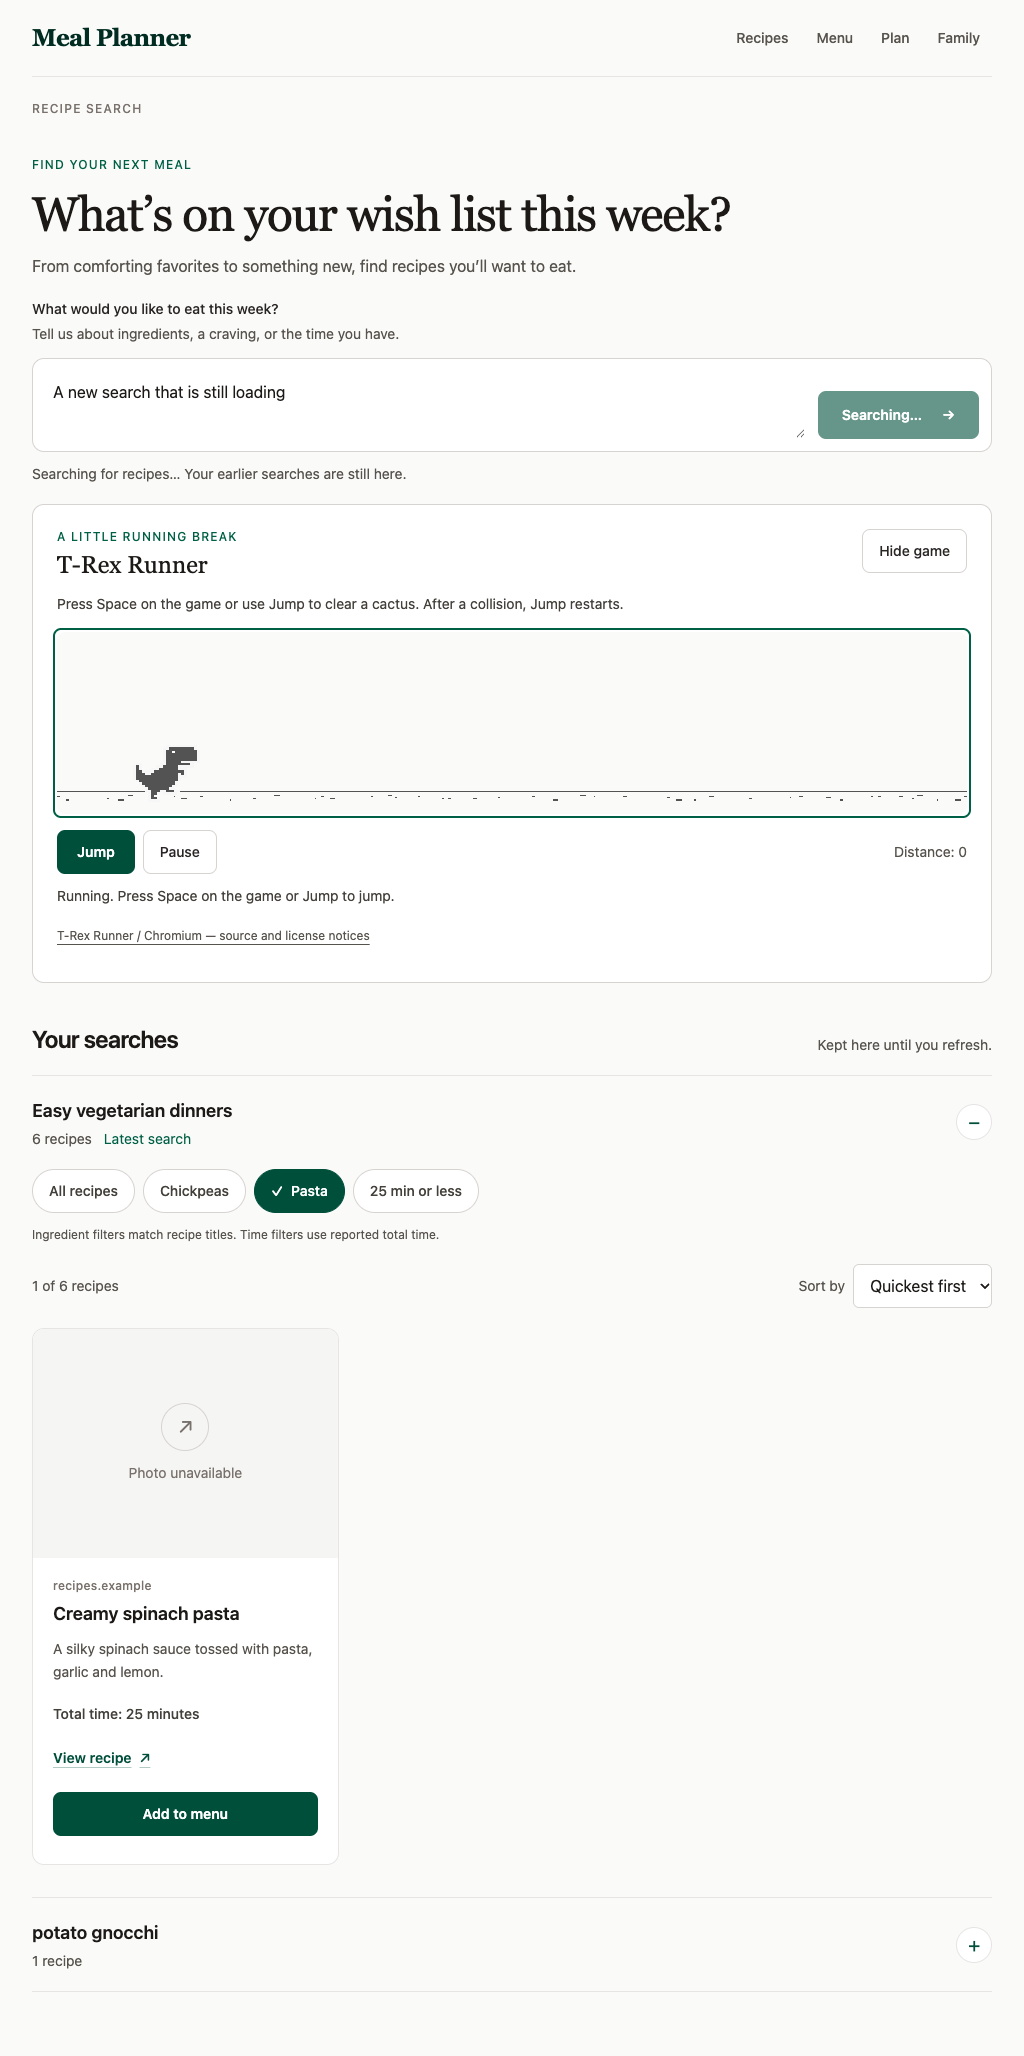 Meal Planner
Recipes Menu Plan Family
RECIPE SEARCH
FIND YOUR NEXT MEAL
What’s on your wish list this week?
From comforting favorites to something new, find recipes you’ll want to eat.
What would you like to eat this week?
Tell us about ingredients, a craving, or the time you have.
A new search that is still loading
Searching... →
Searching for recipes... Your earlier searches are still here.
A LITTLE RUNNING BREAK
T-Rex Runner
Hide game
Press Space on the game or use Jump to clear a cactus. After a collision, Jump restarts.
Jump Pause Distance: 0
Running. Press Space on the game or Jump to jump.
T-Rex Runner / Chromium — source and license notices
Your searches
Kept here until you refresh.
Easy vegetarian dinners
−
6 recipes Latest search
All recipes Chickpeas ✓ Pasta 25 min or less
Ingredient filters match recipe titles. Time filters use reported total time.
1 of 6 recipes Sort by Quickest first
↗
Photo unavailable
recipes.example
Creamy spinach pasta
A silky spinach sauce tossed with pasta,
garlic and lemon.
Total time: 25 minutes
View recipe ↗
Add to menu
potato gnocchi
+
1 recipe